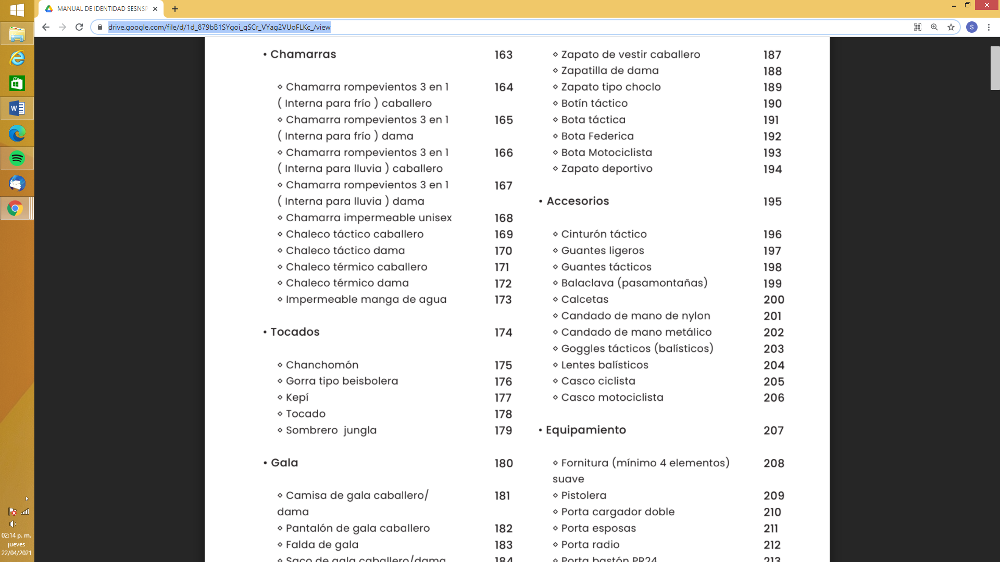 MANUAL DE IDENTIDAD SESNSP
drive.google.com/file/d/1d_879bB1SYgoi_gSCr_VYag2VUoFLKc_/view
S
• Chamarras 163
⋄ Chamarra rompevientos 3 en 1 164
( Interna para frío ) caballero
⋄ Chamarra rompevientos 3 en 1 165
( Interna para frío ) dama
⋄ Chamarra rompevientos 3 en 1 166
( Interna para lluvia ) caballero
⋄ Chamarra rompevientos 3 en 1 167
( Interna para lluvia ) dama
⋄ Chamarra impermeable unisex 168
⋄ Chaleco táctico caballero 169
⋄ Chaleco táctico dama 170
⋄ Chaleco térmico caballero 171
⋄ Chaleco térmico dama 172
⋄ Impermeable manga de agua 173
• Tocados 174
⋄ Chanchomón 175
⋄ Gorra tipo beisbolera 176
⋄ Kepí 177
⋄ Tocado 178
⋄ Sombrero jungla 179
• Gala 180
⋄ Camisa de gala caballero/ 181
dama
⋄ Pantalón de gala caballero 182
⋄ Falda de gala 183
⋄ Saco de gala caballero/dama 184
⋄ Zapato de vestir caballero 187
⋄ Zapatilla de dama 188
⋄ Zapato tipo choclo 189
⋄ Botín táctico 190
⋄ Bota táctica 191
⋄ Bota Federica 192
⋄ Bota Motociclista 193
⋄ Zapato deportivo 194
• Accesorios 195
⋄ Cinturón táctico 196
⋄ Guantes ligeros 197
⋄ Guantes tácticos 198
⋄ Balaclava (pasamontañas) 199
⋄ Calcetas 200
⋄ Candado de mano de nylon 201
⋄ Candado de mano metálico 202
⋄ Goggles tácticos (balísticos) 203
⋄ Lentes balísticos 204
⋄ Casco ciclista 205
⋄ Casco motociclista 206
• Equipamiento 207
⋄ Fornitura (mínimo 4 elementos) 208
suave
⋄ Pistolera 209
⋄ Porta cargador doble 210
⋄ Porta esposas 211
⋄ Porta radio 212
⋄ Porta bastón PR24 213
02:14 p. m.
jueves
22/04/2021